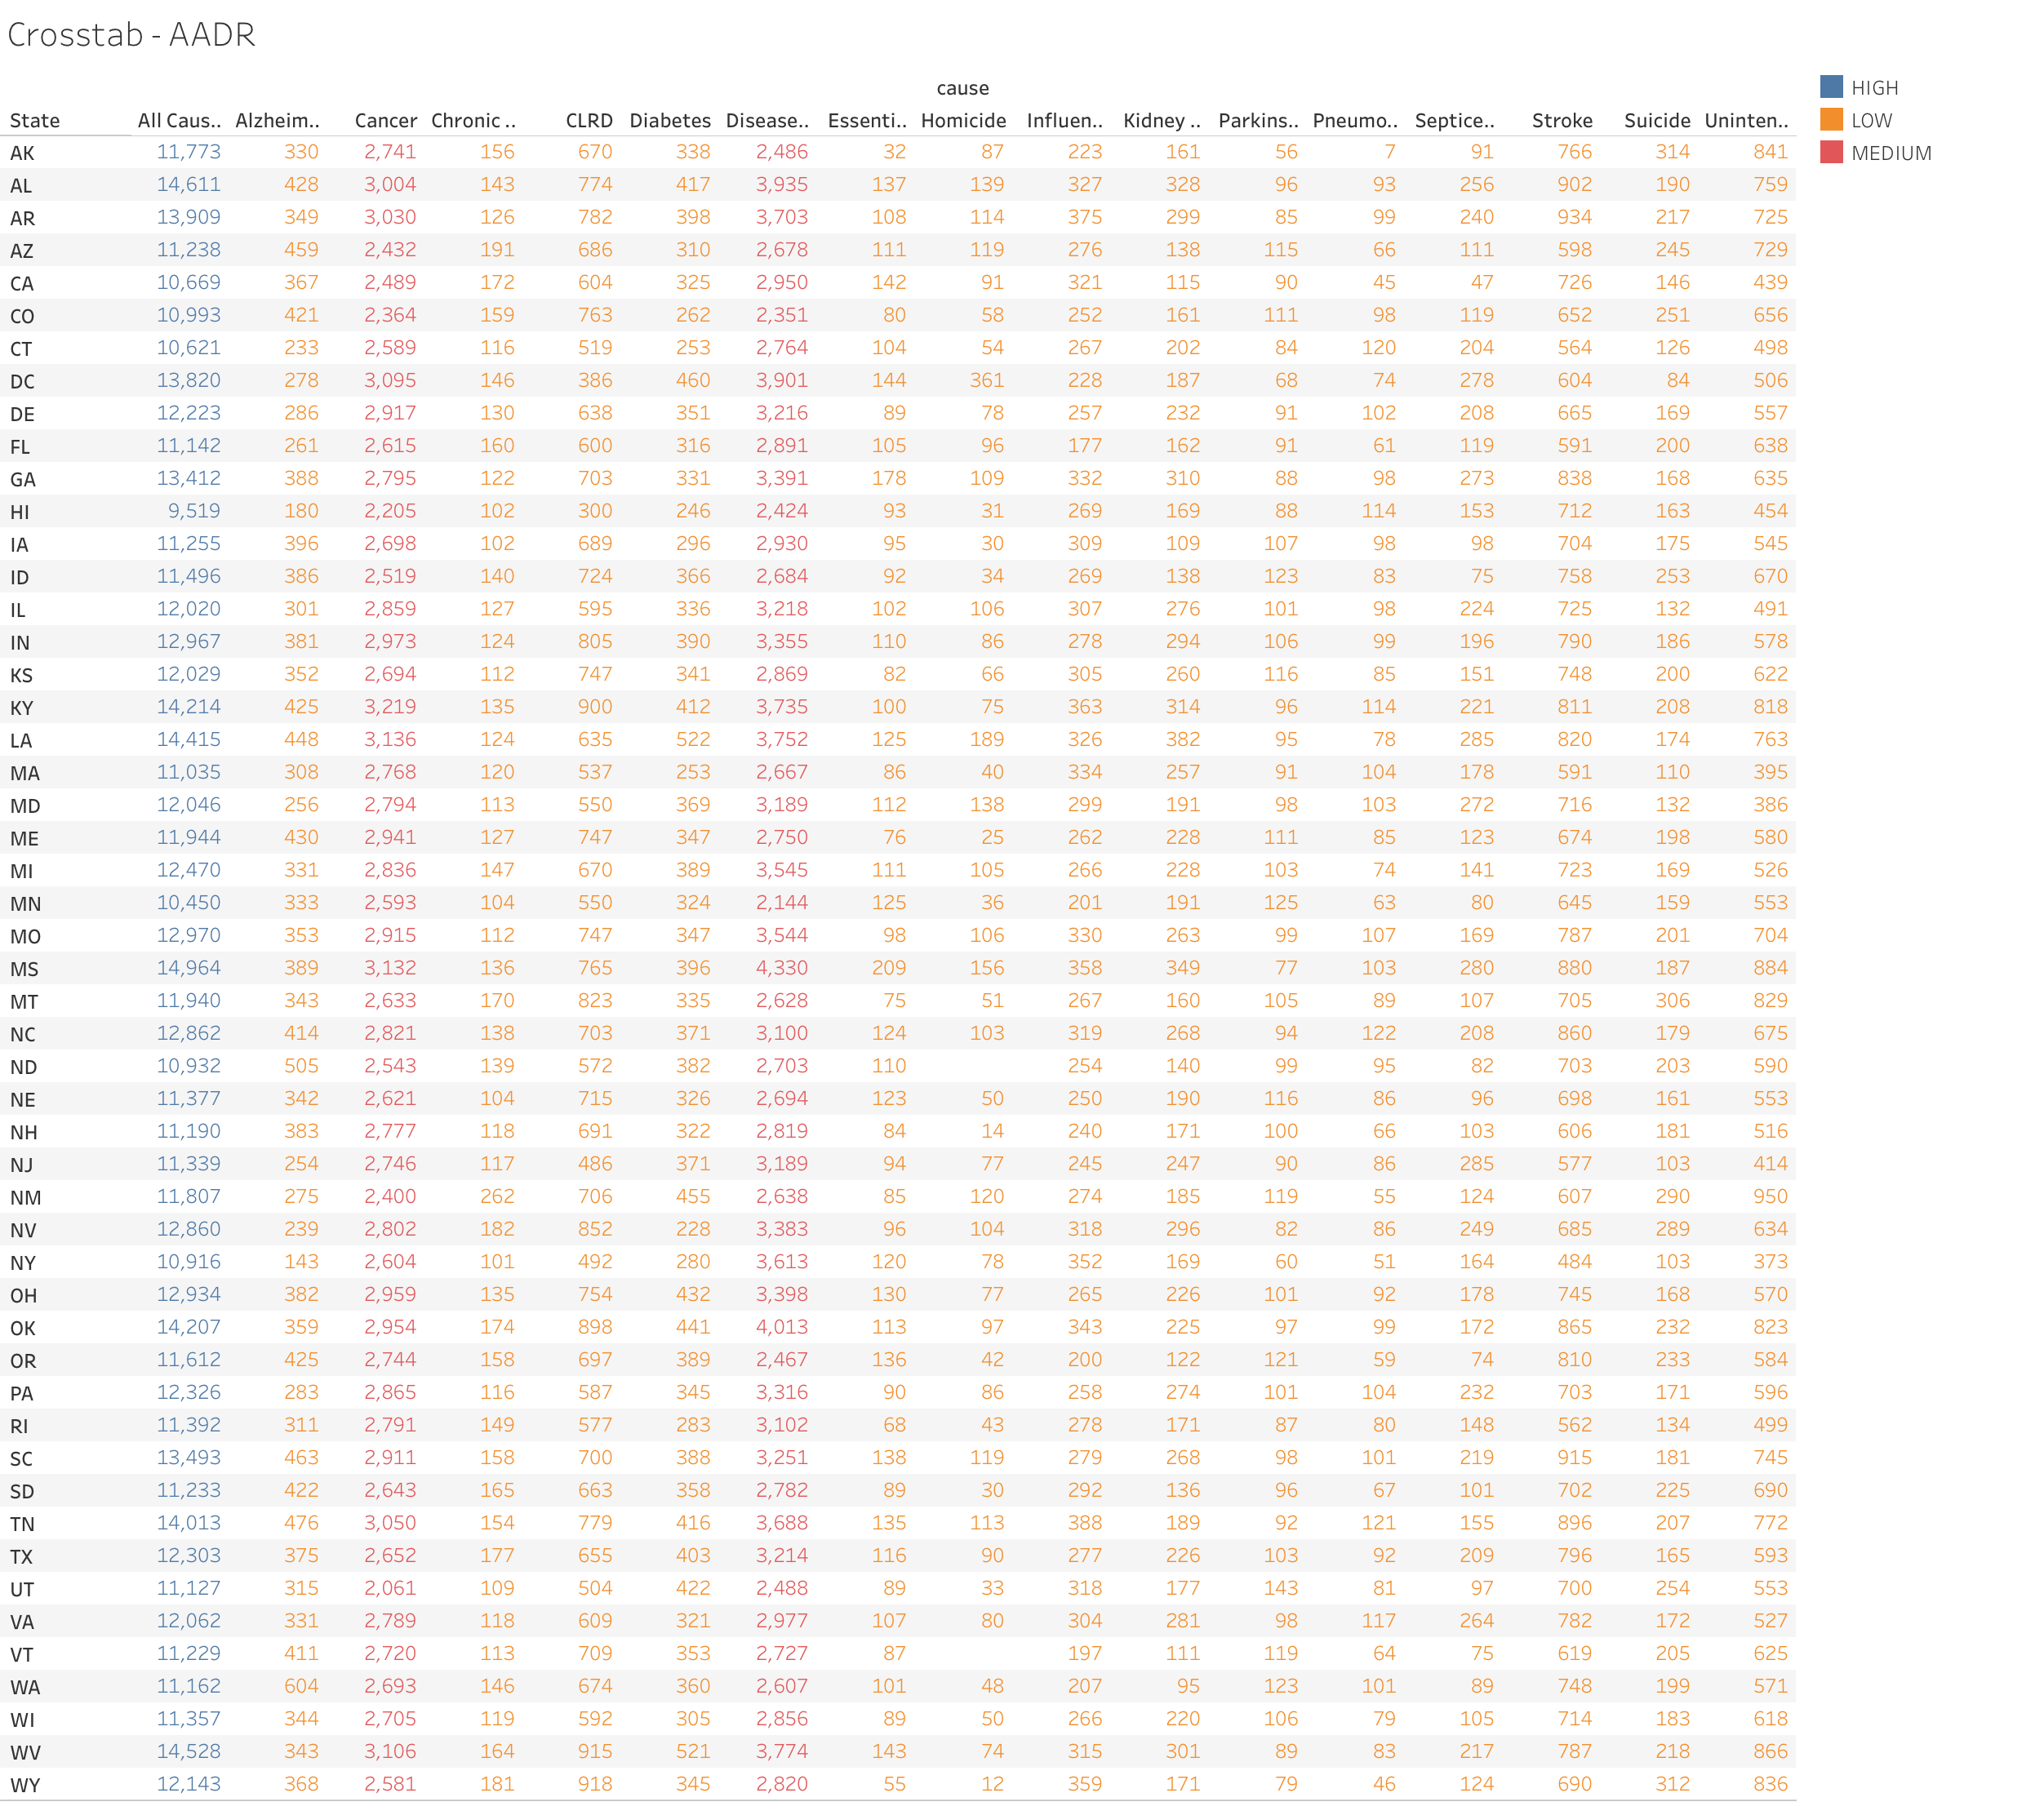 Crosstab - AADR
cause
HIGH
State All Caus.. Alzheim.. Cancer Chronic .. CLRD Diabetes Disease.. Essenti.. Homicide Influen.. Kidney .. Parkins.. Pneumo.. Septice.. Stroke Suicide Uninten..
LOW
MEDIUM
AK 11,773 330 2,741 156 670 338 2,486 32 87 223 161 56 7 91 766 314 841
AL 14,611 428 3,004 143 774 417 3,935 137 139 327 328 96 93 256 902 190 759
AR 13,909 349 3,030 126 782 398 3,703 108 114 375 299 85 99 240 934 217 725
AZ 11,238 459 2,432 191 686 310 2,678 111 119 276 138 115 66 111 598 245 729
CA 10,669 367 2,489 172 604 325 2,950 142 91 321 115 90 45 47 726 146 439
CO 10,993 421 2,364 159 763 262 2,351 80 58 252 161 111 98 119 652 251 656
CT 10,621 233 2,589 116 519 253 2,764 104 54 267 202 84 120 204 564 126 498
DC 13,820 278 3,095 146 386 460 3,901 144 361 228 187 68 74 278 604 84 506
DE 12,223 286 2,917 130 638 351 3,216 89 78 257 232 91 102 208 665 169 557
FL 11,142 261 2,615 160 600 316 2,891 105 96 177 162 91 61 119 591 200 638
GA 13,412 388 2,795 122 703 331 3,391 178 109 332 310 88 98 273 838 168 635
HI 9,519 180 2,205 102 300 246 2,424 93 31 269 169 88 114 153 712 163 454
IA 11,255 396 2,698 102 689 296 2,930 95 30 309 109 107 98 98 704 175 545
ID 11,496 386 2,519 140 724 366 2,684 92 34 269 138 123 83 75 758 253 670
IL 12,020 301 2,859 127 595 336 3,218 102 106 307 276 101 98 224 725 132 491
IN 12,967 381 2,973 124 805 390 3,355 110 86 278 294 106 99 196 790 186 578
KS 12,029 352 2,694 112 747 341 2,869 82 66 305 260 116 85 151 748 200 622
KY 14,214 425 3,219 135 900 412 3,735 100 75 363 314 96 114 221 811 208 818
LA 14,415 448 3,136 124 635 522 3,752 125 189 326 382 95 78 285 820 174 763
MA 11,035 308 2,768 120 537 253 2,667 86 40 334 257 91 104 178 591 110 395
MD 12,046 256 2,794 113 550 369 3,189 112 138 299 191 98 103 272 716 132 386
ME 11,944 430 2,941 127 747 347 2,750 76 25 262 228 111 85 123 674 198 580
MI 12,470 331 2,836 147 670 389 3,545 111 105 266 228 103 74 141 723 169 526
MN 10,450 333 2,593 104 550 324 2,144 125 36 201 191 125 63 80 645 159 553
MO 12,970 353 2,915 112 747 347 3,544 98 106 330 263 99 107 169 787 201 704
MS 14,964 389 3,132 136 765 396 4,330 209 156 358 349 77 103 280 880 187 884
MT 11,940 343 2,633 170 823 335 2,628 75 51 267 160 105 89 107 705 306 829
NC 12,862 414 2,821 138 703 371 3,100 124 103 319 268 94 122 208 860 179 675
ND 10,932 505 2,543 139 572 382 2,703 110 254 140 99 95 82 703 203 590
NE 11,377 342 2,621 104 715 326 2,694 123 50 250 190 116 86 96 698 161 553
NH 11,190 383 2,777 118 691 322 2,819 84 14 240 171 100 66 103 606 181 516
NJ 11,339 254 2,746 117 486 371 3,189 94 77 245 247 90 86 285 577 103 414
NM 11,807 275 2,400 262 706 455 2,638 85 120 274 185 119 55 124 607 290 950
NV 12,860 239 2,802 182 852 228 3,383 96 104 318 296 82 86 249 685 289 634
NY 10,916 143 2,604 101 492 280 3,613 120 78 352 169 60 51 164 484 103 373
OH 12,934 382 2,959 135 754 432 3,398 130 77 265 226 101 92 178 745 168 570
OK 14,207 359 2,954 174 898 441 4,013 113 97 343 225 97 99 172 865 232 823
OR 11,612 425 2,744 158 697 389 2,467 136 42 200 122 121 59 74 810 233 584
PA 12,326 283 2,865 116 587 345 3,316 90 86 258 274 101 104 232 703 171 596
RI 11,392 311 2,791 149 577 283 3,102 68 43 278 171 87 80 148 562 134 499
SC 13,493 463 2,911 158 700 388 3,251 138 119 279 268 98 101 219 915 181 745
SD 11,233 422 2,643 165 663 358 2,782 89 30 292 136 96 67 101 702 225 690
TN 14,013 476 3,050 154 779 416 3,688 135 113 388 189 92 121 155 896 207 772
TX 12,303 375 2,652 177 655 403 3,214 116 90 277 226 103 92 209 796 165 593
UT 11,127 315 2,061 109 504 422 2,488 89 33 318 177 143 81 97 700 254 553
VA 12,062 331 2,789 118 609 321 2,977 107 80 304 281 98 117 264 782 172 527
VT 11,229 411 2,720 113 709 353 2,727 87 197 111 119 64 75 619 205 625
WA 11,162 604 2,693 146 674 360 2,607 101 48 207 95 123 101 89 748 199 571
WI 11,357 344 2,705 119 592 305 2,856 89 50 266 220 106 79 105 714 183 618
WV 14,528 343 3,106 164 915 521 3,774 143 74 315 301 89 83 217 787 218 866
WY 12,143 368 2,581 181 918 345 2,820 55 12 359 171 79 46 124 690 312 836